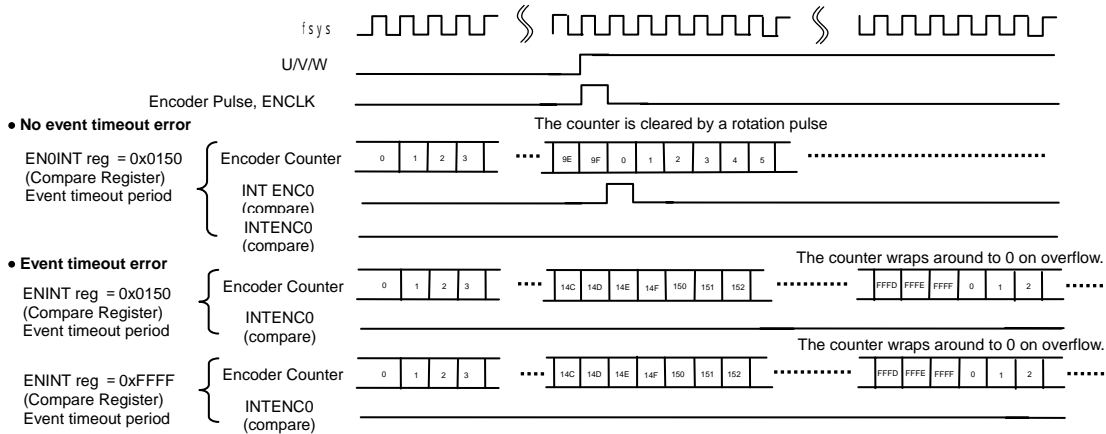 fsys
U/V/W
Encoder Pulse, ENCLK
• No event timeout error
The counter is cleared by a rotation pulse
EN0INT reg = 0x0150
(Compare Register)
Event timeout period
Encoder Counter
0 1 2 3 ···· 9E 9F 0 1 2 3 4 5
INT ENC0
(compare)
INTENC0
(compare)
• Event timeout error
The counter wraps around to 0 on overflow.
ENINT reg = 0x0150
(Compare Register)
Event timeout period
Encoder Counter
0 1 2 3 ···· 14C 14D 14E 14F 150 151 152 ······· FFFD FFFE FFFF 0 1 2 ·····
INTENC0
(compare)
The counter wraps around to 0 on overflow.
ENINT reg = 0xFFFF
(Compare Register)
Event timeout period
Encoder Counter
0 1 2 3 ···· 14C 14D 14E 14F 150 151 152 ······· FFFD FFFE FFFF 0 1 2 ·····
INTENC0
(compare)